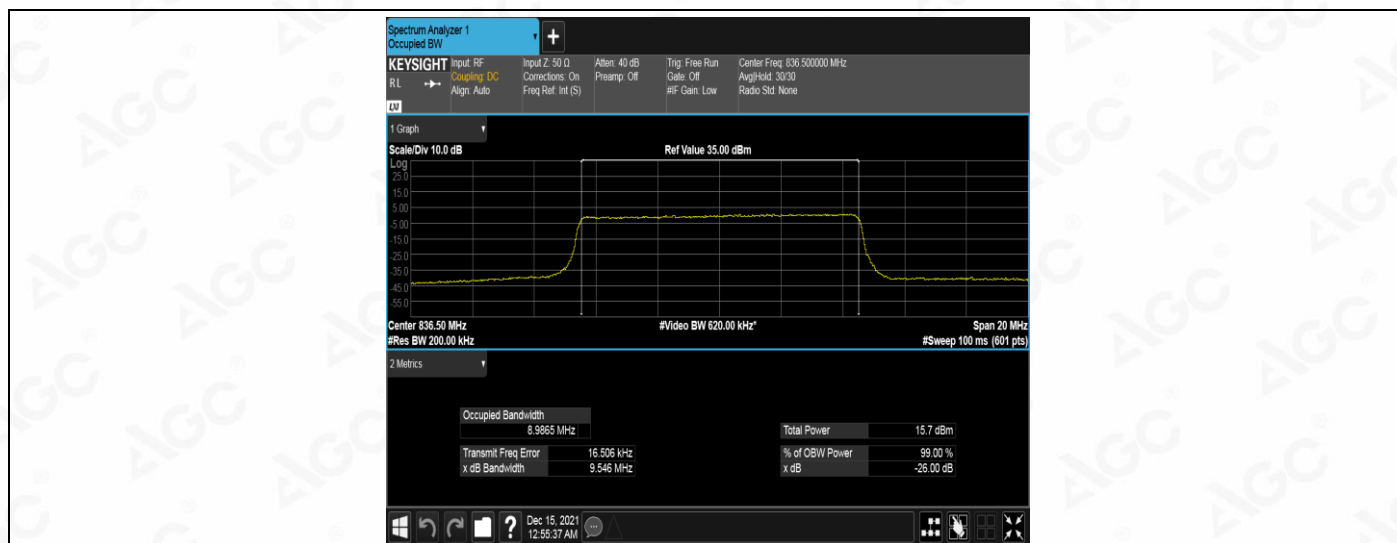 Spectrum Analyzer 1
Occupied BW
+
KEYSIGHT
R L
LXI
Input: RF
Coupling: DC
Align: Auto
Input Z: 50 Ω
Corrections: On
Freq Ref: Int (S)
Atten: 40 dB
Preamp: Off
Trig: Free Run
Gate: Off
#IF Gain: Low
Center Freq: 836.500000 MHz
Avg|Hold: 30/30
Radio Std: None
1 Graph
Scale/Div 10.0 dB
Ref Value 35.00 dBm
Log
25.0
15.0
5.00
-5.00
-15.0
-25.0
-35.0
-45.0
-55.0
Center 836.50 MHz
#Video BW 620.00 kHz*
Span 20 MHz
#Res BW 200.00 kHz
#Sweep 100 ms (601 pts)
2 Metrics
Occupied Bandwidth
8.9865 MHz
Total Power 15.7 dBm
Transmit Freq Error 16.506 kHz
% of OBW Power 99.00 %
x dB Bandwidth 9.546 MHz
x dB -26.00 dB
?
Dec 15, 2021
12:55:37 AM
AGC